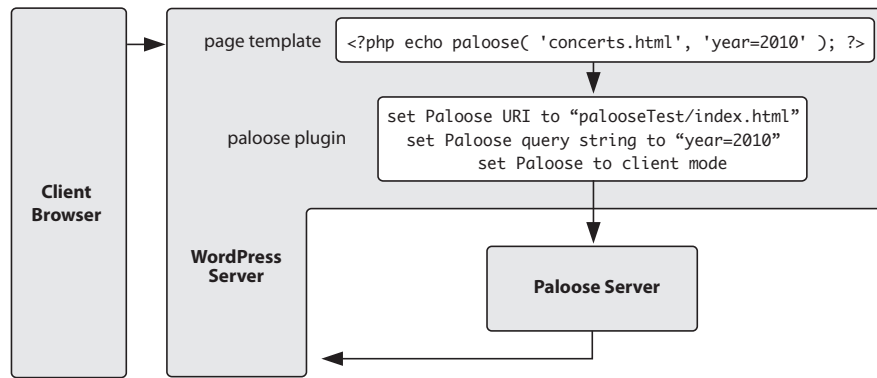 page template
<?php echo paloose( 'concerts.html', 'year=2010' ); ?>
paloose plugin
set Paloose URI to “palooseTest/index.html”
set Paloose query string to “year=2010”
set Paloose to client mode
Client
Browser
WordPress
Server
Paloose Server